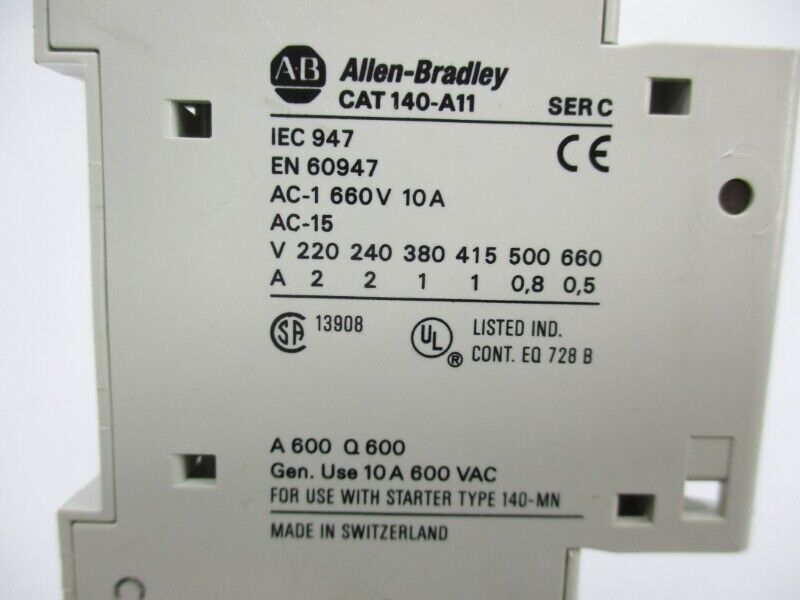 A-B Allen-Bradley
CAT 140-A11 SER C
IEC 947
EN 60947
CE
AC-1 660V 10A
AC-15
V 220 240 380 415 500 660
A 2 2 1 1 0,8 0,5
SA 13908
UL ® LISTED IND.
CONT. EQ 728 B
A 600 Q 600
Gen. Use 10 A 600 VAC
FOR USE WITH STARTER TYPE 140-MN
MADE IN SWITZERLAND